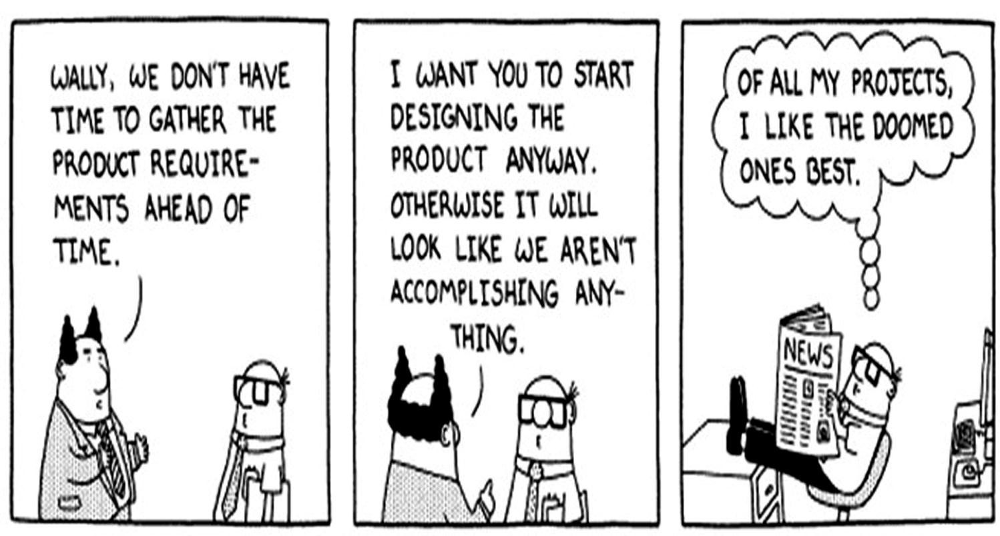 WALLY, WE DON'T HAVE
TIME TO GATHER THE
PRODUCT REQUIRE-
MENTS AHEAD OF
TIME.
I WANT YOU TO START
DESIGNING THE
PRODUCT ANYWAY.
OTHERWISE IT WILL
LOOK LIKE WE AREN'T
ACCOMPLISHING ANY-
THING.
OF ALL MY PROJECTS,
I LIKE THE DOOMED
ONES BEST.
NEWS